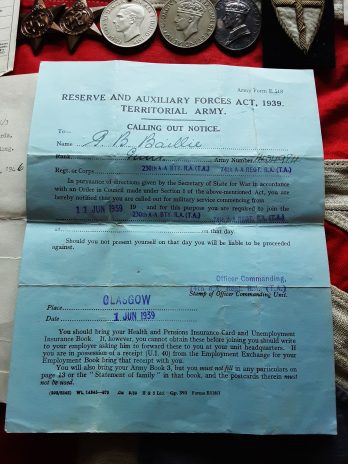 Army Form E.518
RESERVE AND AUXILIARY FORCES ACT, 1939.
TERRITORIAL ARMY.
CALLING OUT NOTICE.
To—
Name G. B. Baillie
Rank Army Number
Regt. or Corps R.A.(T.A.) A-A REGT. R.A.(T.A.)
In pursuance of directions given by the Secretary of State for War in accordance
with an Order in Council made under Section 1 of the above-mentioned Act, you are
hereby notified that you are called out for military service commencing from
11 JUN 1939 19 , and for this purpose you are required to join the
at on that day.
Should you not present yourself on that day you will be liable to be proceeded
against.
Officer Commanding,
Stamp of Officer Commanding Unit.
Place GLASGOW
Date 1 JUN 1939
You should bring your Health and Pensions Insurance Card and Unemployment
Insurance Book. If, however, you cannot obtain these before joining you should write
to your employer asking him to forward these to you at your unit headquarters. If
you are in possession of a receipt (U.I. 40) from the Employment Exchange for your
Employment Book bring that receipt with you.
You will also bring your Army Book 3, but you must not fill in any particulars on
page 13 or the "Statement of family" in that book, and the postcards therein must
not be used.